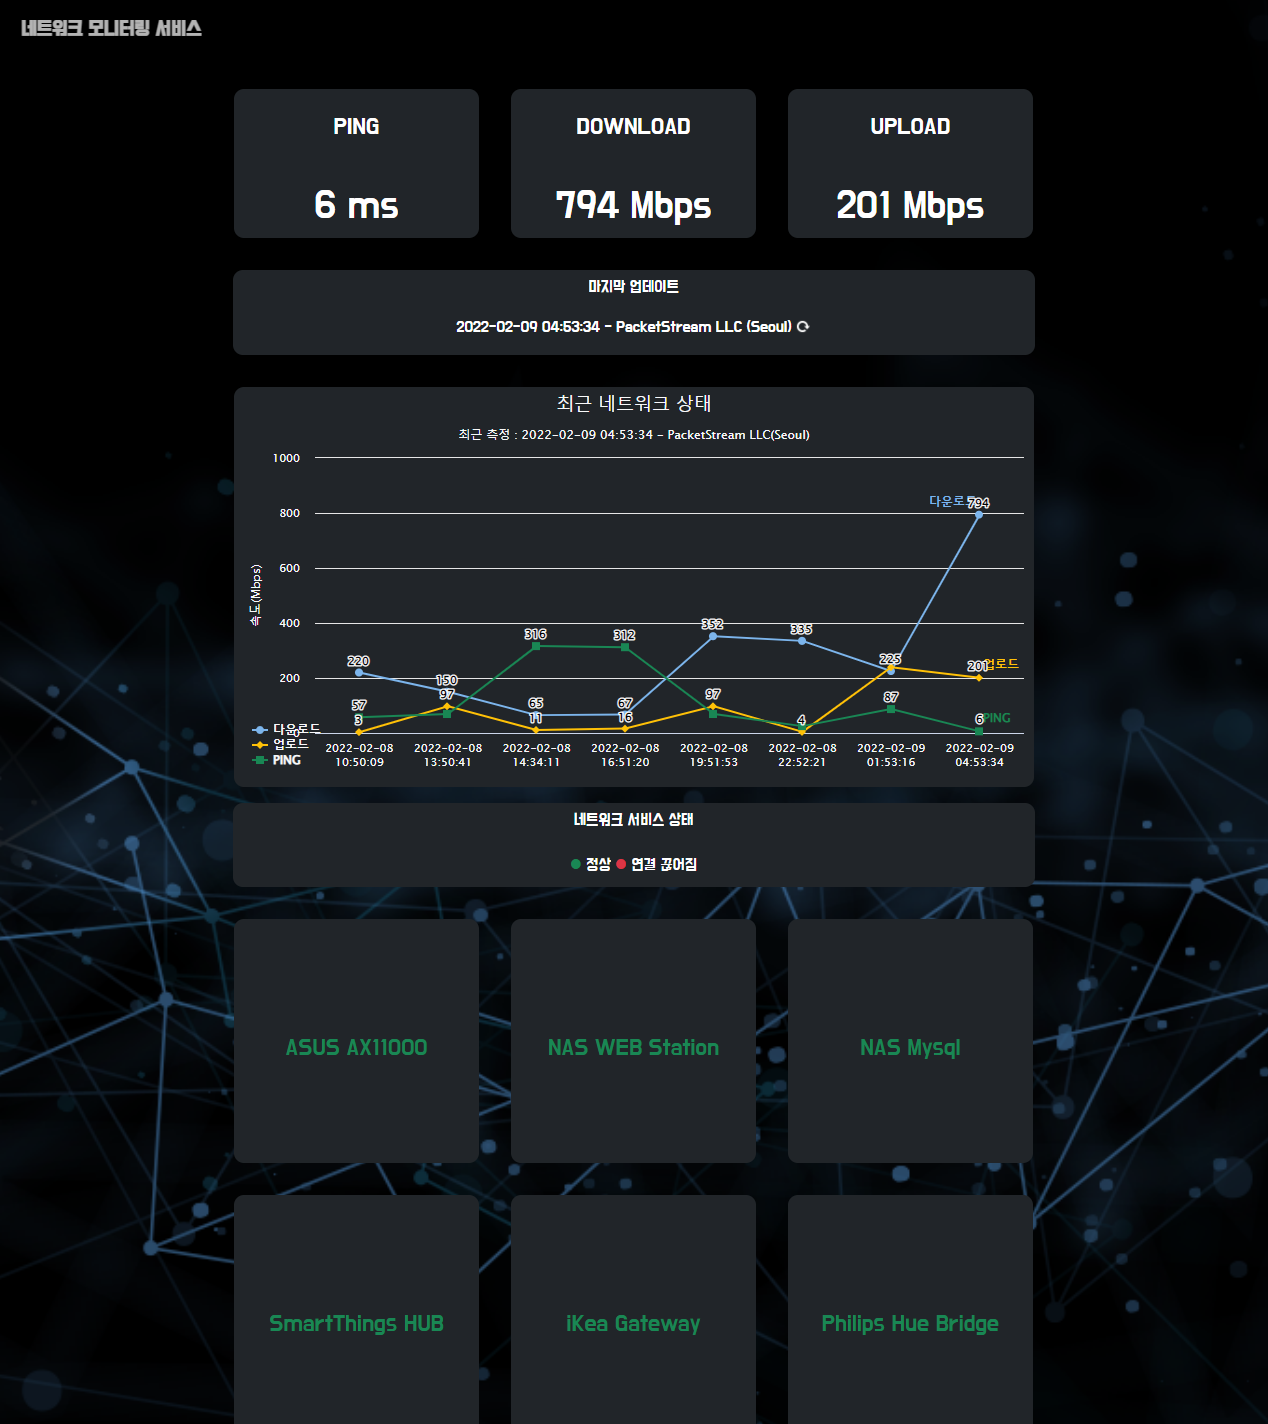 네트워크 모니터링 서비스
PING
DOWNLOAD
UPLOAD
6 ms
794 Mbps
201 Mbps
마지막 업데이트
2022-02-09 04:53:34 - PacketStream LLC (Seoul)
최근 네트워크 상태
최근 측정 : 2022-02-09 04:53:34 - PacketStream LLC(Seoul)
속도(Mbps)
1000
800
600
400
200
0
다운로드
794
316
312
352
335
220
150
225
201
업로드
57
97
65
67
97
87
3
11
16
4
6
PING
다운로드
업로드
PING
2022-02-08 10:50:09
2022-02-08 13:50:41
2022-02-08 14:34:11
2022-02-08 16:51:20
2022-02-08 19:51:53
2022-02-08 22:52:21
2022-02-09 01:53:16
2022-02-09 04:53:34
네트워크 서비스 상태
정상 연결 끊어짐
ASUS AX11000
NAS WEB Station
NAS Mysql
SmartThings HUB
iKea Gateway
Philips Hue Bridge